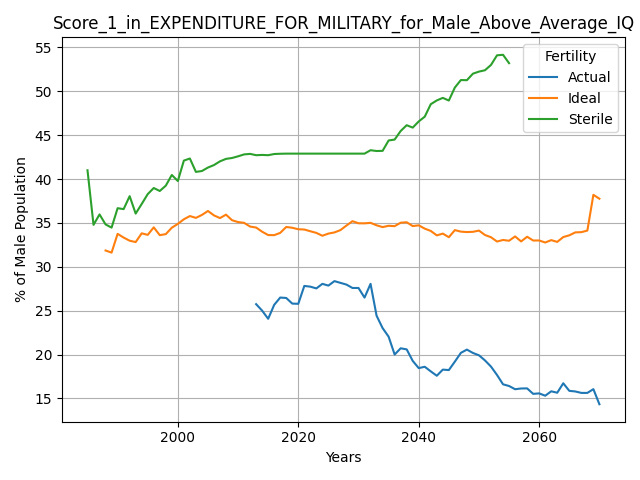 Score_1_in_EXPENDITURE_FOR_MILITARY_for_Male_Above_Average_IQ
Fertility
Actual
Ideal
Sterile
% of Male Population
55
50
45
40
35
30
25
20
15
2000
2020
2040
2060
Years